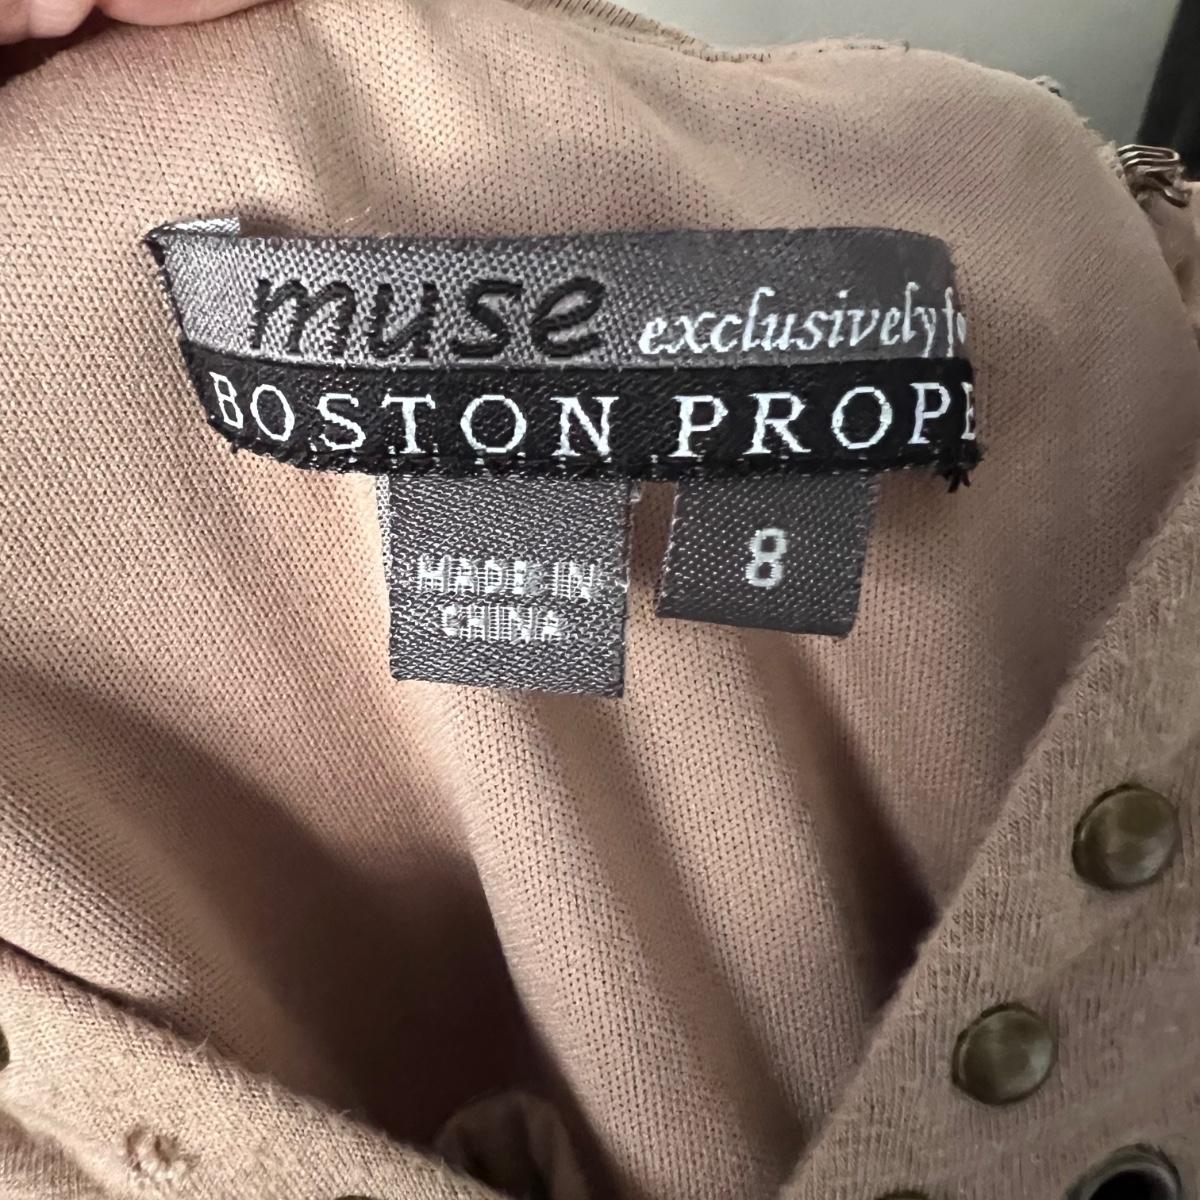 muse exclusively fo
BOSTON PROPE
MADE IN
CHINA
8